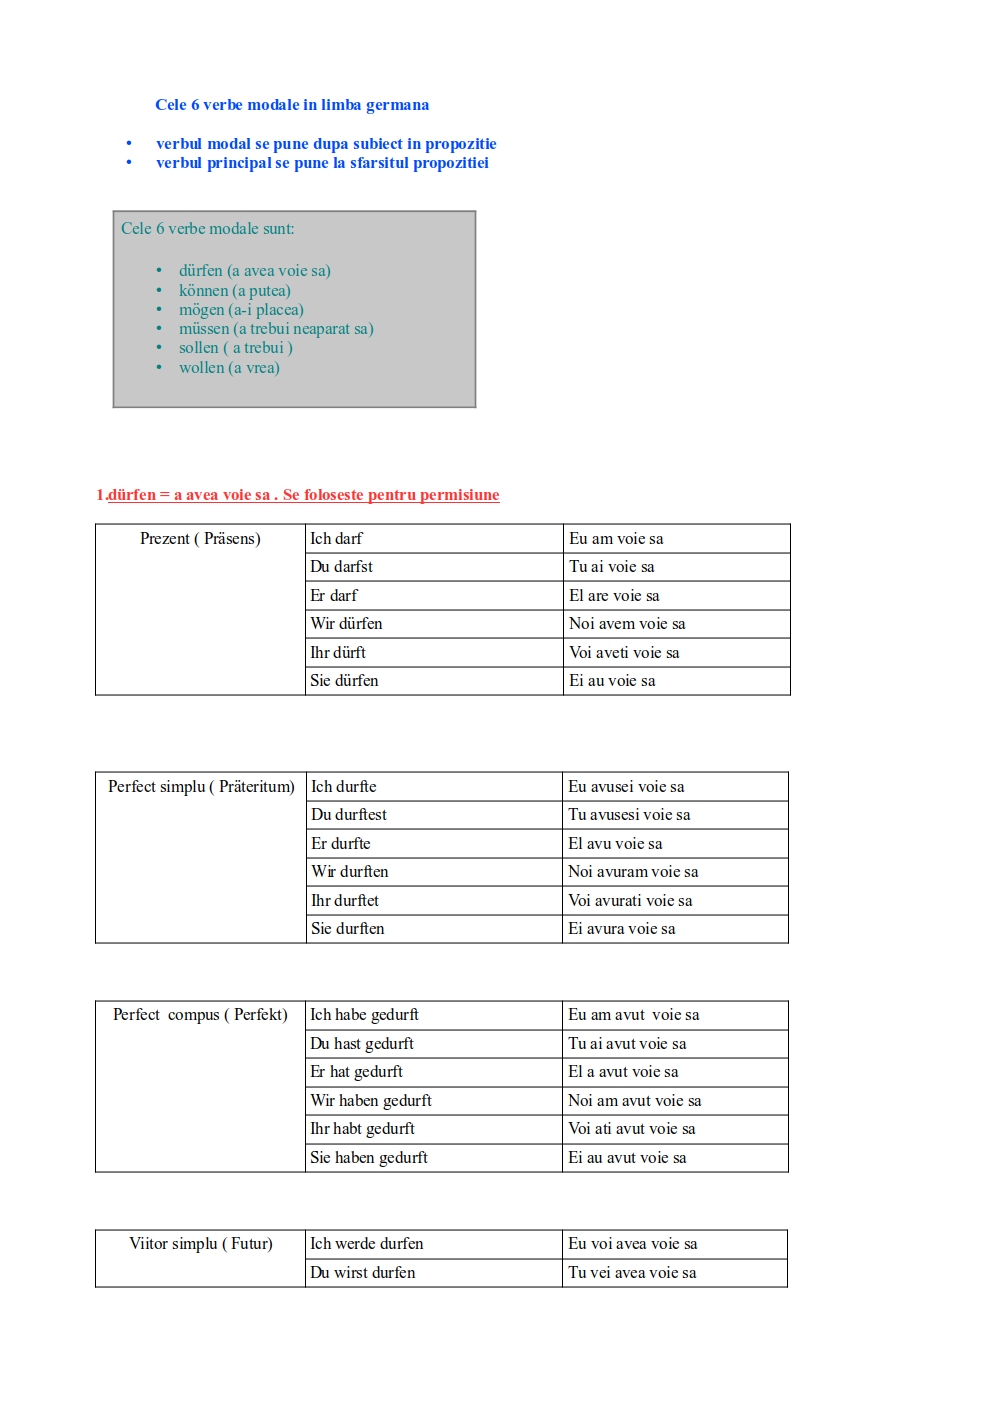 Cele 6 verbe modale in limba germana
• verbul modal se pune dupa subiect in propozitie
• verbul principal se pune la sfarsitul propozitiei
Cele 6 verbe modale sunt:
• dürfen (a avea voie sa)
• können (a putea)
• mögen (a-i placea)
• müssen (a trebui neaparat sa)
• sollen ( a trebui )
• wollen (a vrea)
1.dürfen = a avea voie sa . Se foloseste pentru permisiune
Prezent ( Präsens) Ich darf Eu am voie sa
Du darfst Tu ai voie sa
Er darf El are voie sa
Wir dürfen Noi avem voie sa
Ihr dürft Voi aveti voie sa
Sie dürfen Ei au voie sa
Perfect simplu ( Präteritum) Ich durfte Eu avusei voie sa
Du durftest Tu avusesi voie sa
Er durfte El avu voie sa
Wir durften Noi avuram voie sa
Ihr durftet Voi avurati voie sa
Sie durften Ei avura voie sa
Perfect compus ( Perfekt) Ich habe gedurft Eu am avut voie sa
Du hast gedurft Tu ai avut voie sa
Er hat gedurft El a avut voie sa
Wir haben gedurft Noi am avut voie sa
Ihr habt gedurft Voi ati avut voie sa
Sie haben gedurft Ei au avut voie sa
Viitor simplu ( Futur) Ich werde durfen Eu voi avea voie sa
Du wirst durfen Tu vei avea voie sa